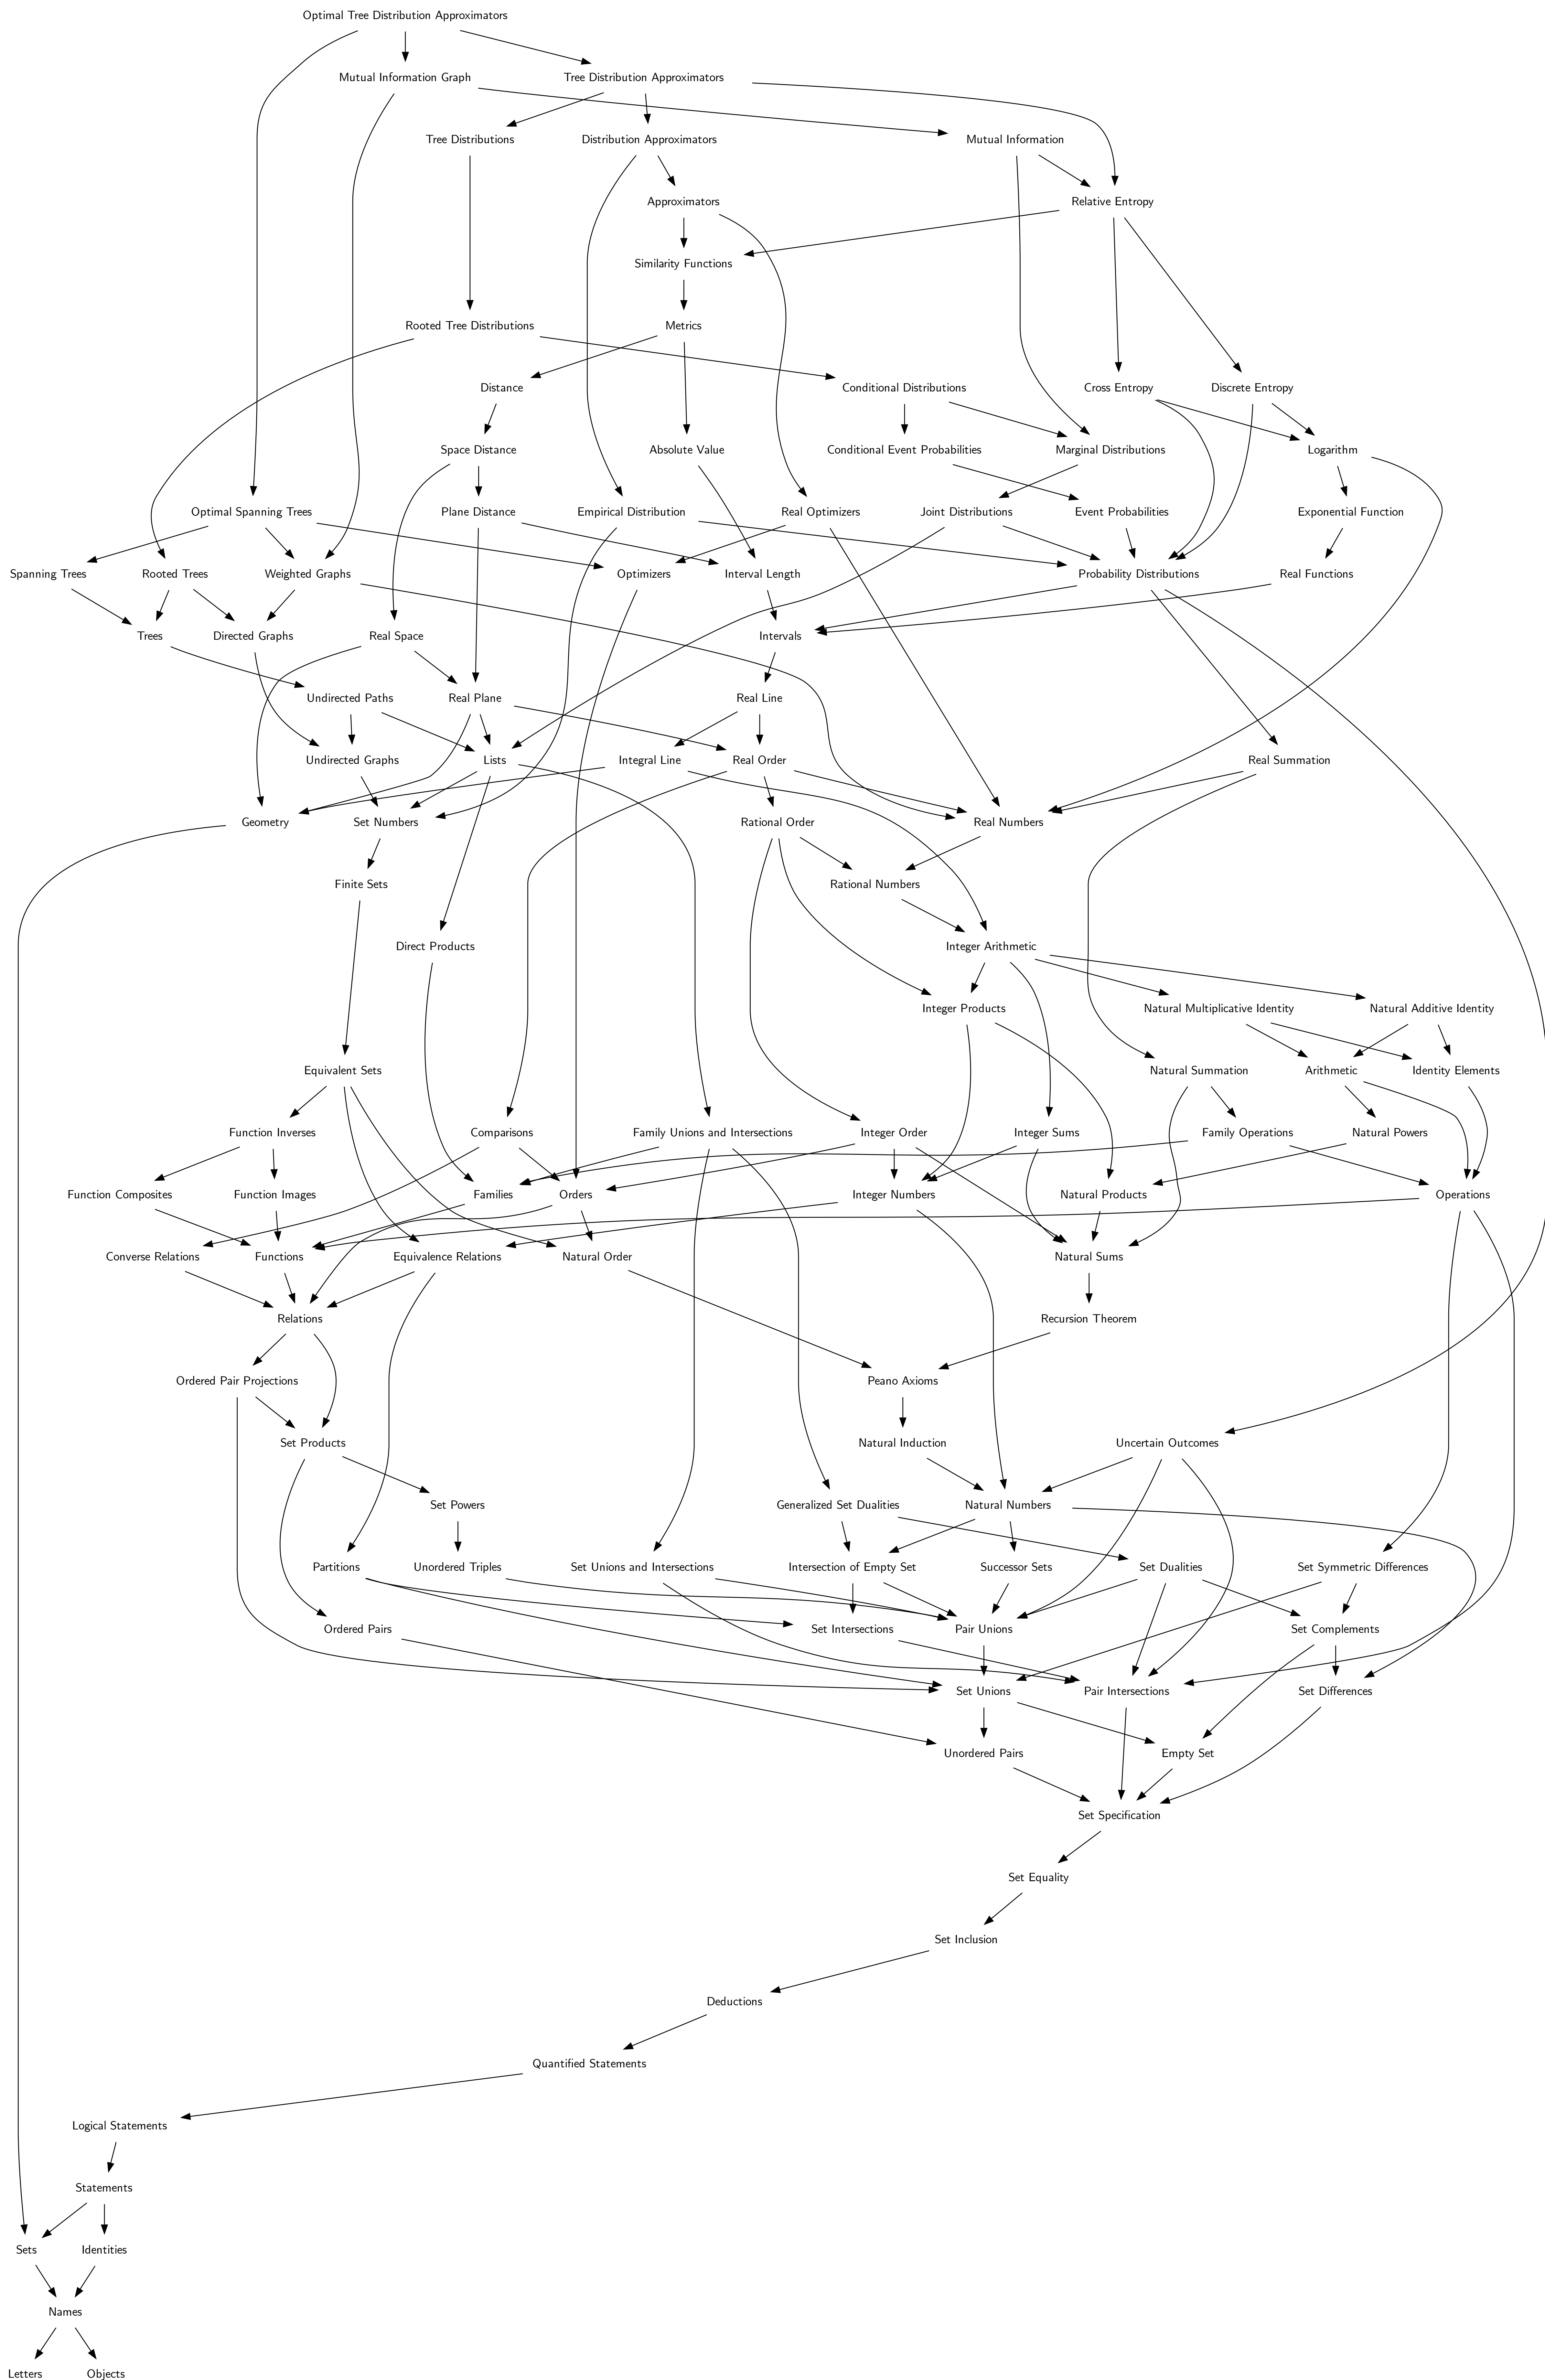 Optimal Tree Distribution Approximators
Mutual Information Graph
Tree Distribution Approximators
Tree Distributions
Distribution Approximators
Mutual Information
Approximators
Relative Entropy
Similarity Functions
Rooted Tree Distributions
Metrics
Distance
Conditional Distributions
Cross Entropy
Discrete Entropy
Space Distance
Absolute Value
Conditional Event Probabilities
Marginal Distributions
Logarithm
Optimal Spanning Trees
Plane Distance
Empirical Distribution
Real Optimizers
Joint Distributions
Event Probabilities
Exponential Function
Spanning Trees
Rooted Trees
Weighted Graphs
Optimizers
Interval Length
Probability Distributions
Real Functions
Trees
Directed Graphs
Real Space
Intervals
Undirected Paths
Real Plane
Real Line
Undirected Graphs
Lists
Integral Line
Real Order
Real Summation
Geometry
Set Numbers
Rational Order
Real Numbers
Finite Sets
Rational Numbers
Direct Products
Integer Arithmetic
Integer Products
Natural Multiplicative Identity
Natural Additive Identity
Equivalent Sets
Natural Summation
Arithmetic
Identity Elements
Function Inverses
Comparisons
Family Unions and Intersections
Integer Order
Integer Sums
Family Operations
Natural Powers
Function Composites
Function Images
Families
Orders
Integer Numbers
Natural Products
Operations
Converse Relations
Functions
Equivalence Relations
Natural Order
Natural Sums
Relations
Recursion Theorem
Ordered Pair Projections
Peano Axioms
Set Products
Natural Induction
Uncertain Outcomes
Set Powers
Generalized Set Dualities
Natural Numbers
Partitions
Unordered Triples
Set Unions and Intersections
Intersection of Empty Set
Successor Sets
Set Dualities
Set Symmetric Differences
Ordered Pairs
Set Intersections
Pair Unions
Set Complements
Set Unions
Pair Intersections
Set Differences
Unordered Pairs
Empty Set
Set Specification
Set Equality
Set Inclusion
Deductions
Quantified Statements
Logical Statements
Statements
Sets
Identities
Names
Letters
Objects